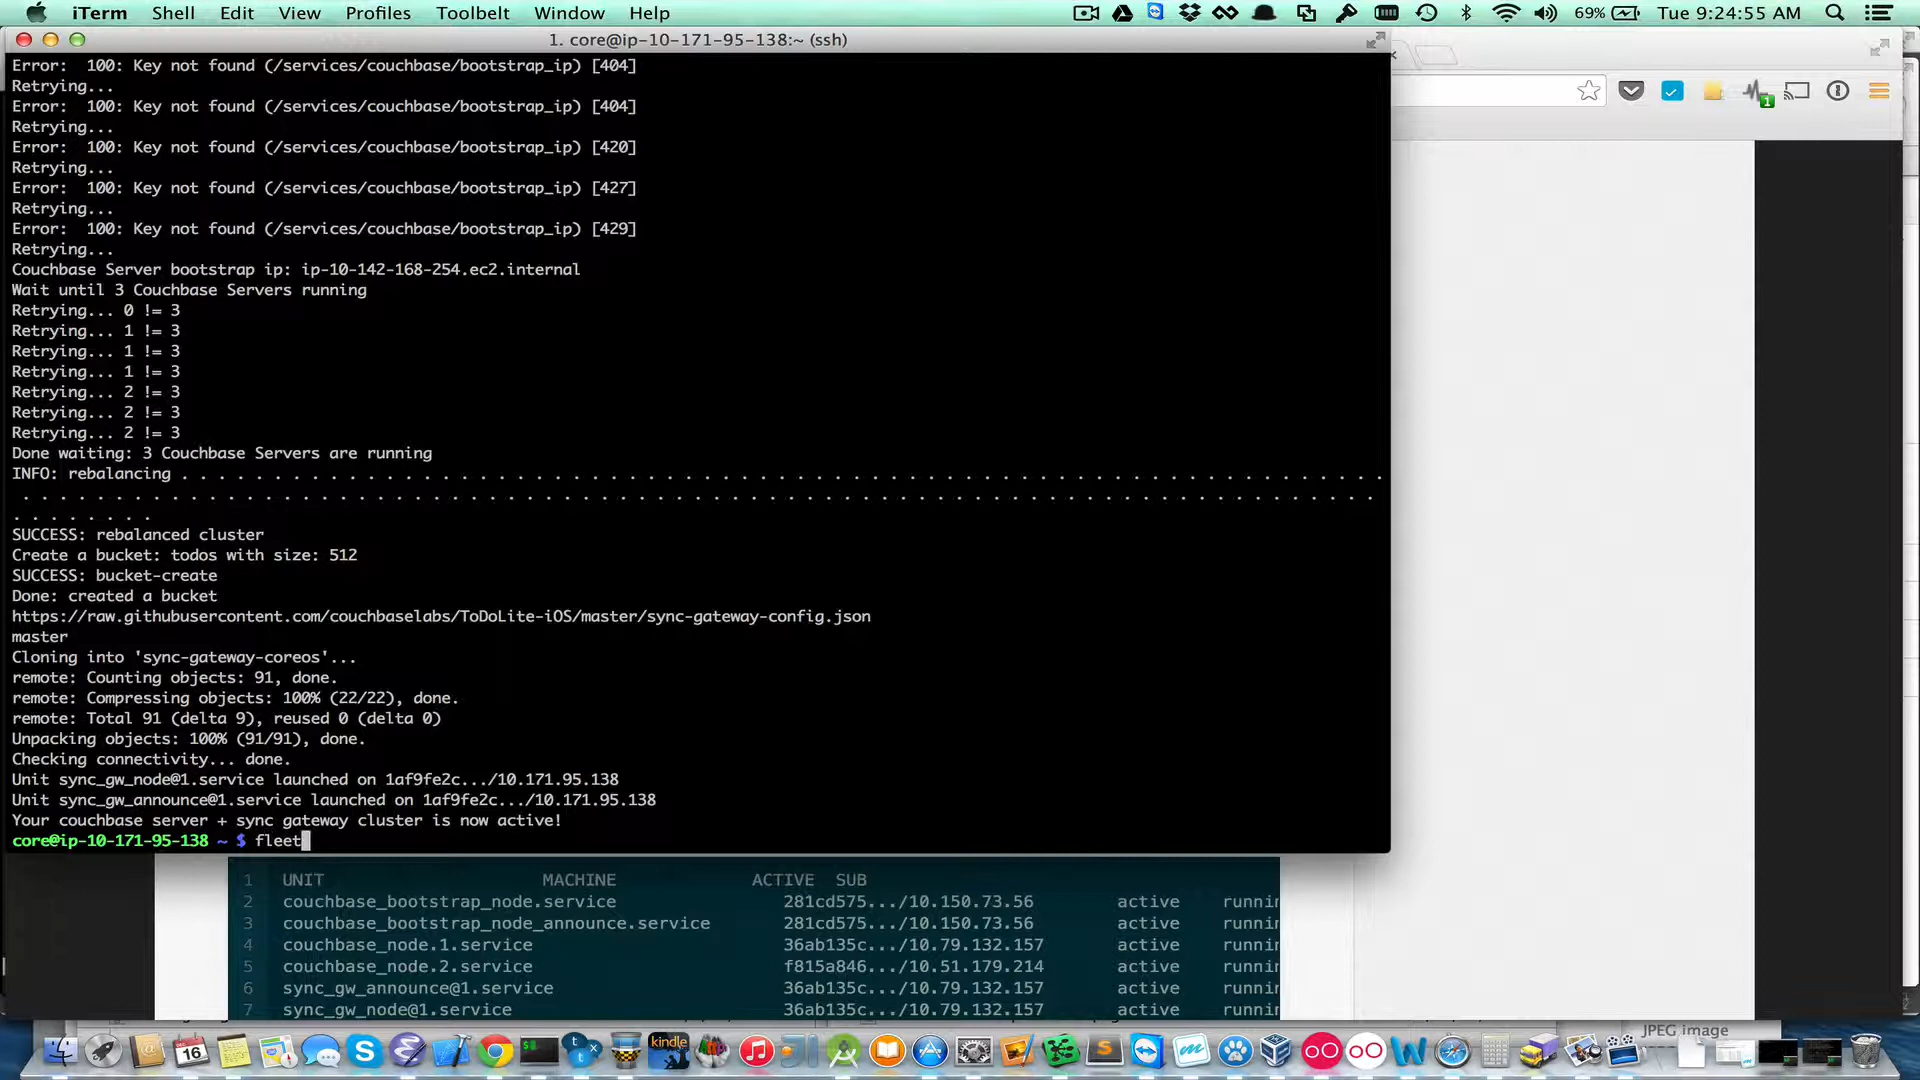 iTerm Shell Edit View Profiles Toolbelt Window Help 69% Tue 9:24:55 AM
1. core@ip-10-171-95-138:~ (ssh)
Error:  100: Key not found (/services/couchbase/bootstrap_ip) [404]
Retrying...
Error:  100: Key not found (/services/couchbase/bootstrap_ip) [404]
Retrying...
Error:  100: Key not found (/services/couchbase/bootstrap_ip) [420]
Retrying...
Error:  100: Key not found (/services/couchbase/bootstrap_ip) [427]
Retrying...
Error:  100: Key not found (/services/couchbase/bootstrap_ip) [429]
Retrying...
Couchbase Server bootstrap ip: ip-10-142-168-254.ec2.internal
Wait until 3 Couchbase Servers running
Retrying... 0 != 3
Retrying... 1 != 3
Retrying... 1 != 3
Retrying... 1 != 3
Retrying... 2 != 3
Retrying... 2 != 3
Retrying... 2 != 3
Done waiting: 3 Couchbase Servers are running
INFO: rebalancing . . . . . . . . . . . . . . . . . . . . . . . . . . . . . . . . . . . . . . . . . . . . . . . . . . . . . . . . . . . . . . . . .
. . . . . . . . . . . . . . . . . . . . . . . . . . . . . . . . . . . . . . . . . . . . . . . . . . . . . . . . . . . . . . . . . . . . . . . . .
. . . . . . . .
SUCCESS: rebalanced cluster
Create a bucket: todos with size: 512
SUCCESS: bucket-create
Done: created a bucket
https://raw.githubusercontent.com/couchbaselabs/ToDoLite-iOS/master/sync-gateway-config.json
master
Cloning into 'sync-gateway-coreos'...
remote: Counting objects: 91, done.
remote: Compressing objects: 100% (22/22), done.
remote: Total 91 (delta 9), reused 0 (delta 0)
Unpacking objects: 100% (91/91), done.
Checking connectivity... done.
Unit sync_gw_node@1.service launched on 1af9fe2c.../10.171.95.138
Unit sync_gw_announce@1.service launched on 1af9fe2c.../10.171.95.138
Your couchbase server + sync gateway cluster is now active!
core@ip-10-171-95-138 ~ $ fleet
1 UNIT MACHINE ACTIVE SUB
2 couchbase_bootstrap_node.service 281cd575.../10.150.73.56 active runnin
3 couchbase_bootstrap_node_announce.service 281cd575.../10.150.73.56 active runnin
4 couchbase_node.1.service 36ab135c.../10.79.132.157 active runnin
5 couchbase_node.2.service f815a846.../10.51.179.214 active runnin
6 sync_gw_announce@1.service 36ab135c.../10.79.132.157 active runnin
7 sync_gw_node@1.service 36ab135c.../10.79.132.157 active runnin
JPEG image
16
kindle